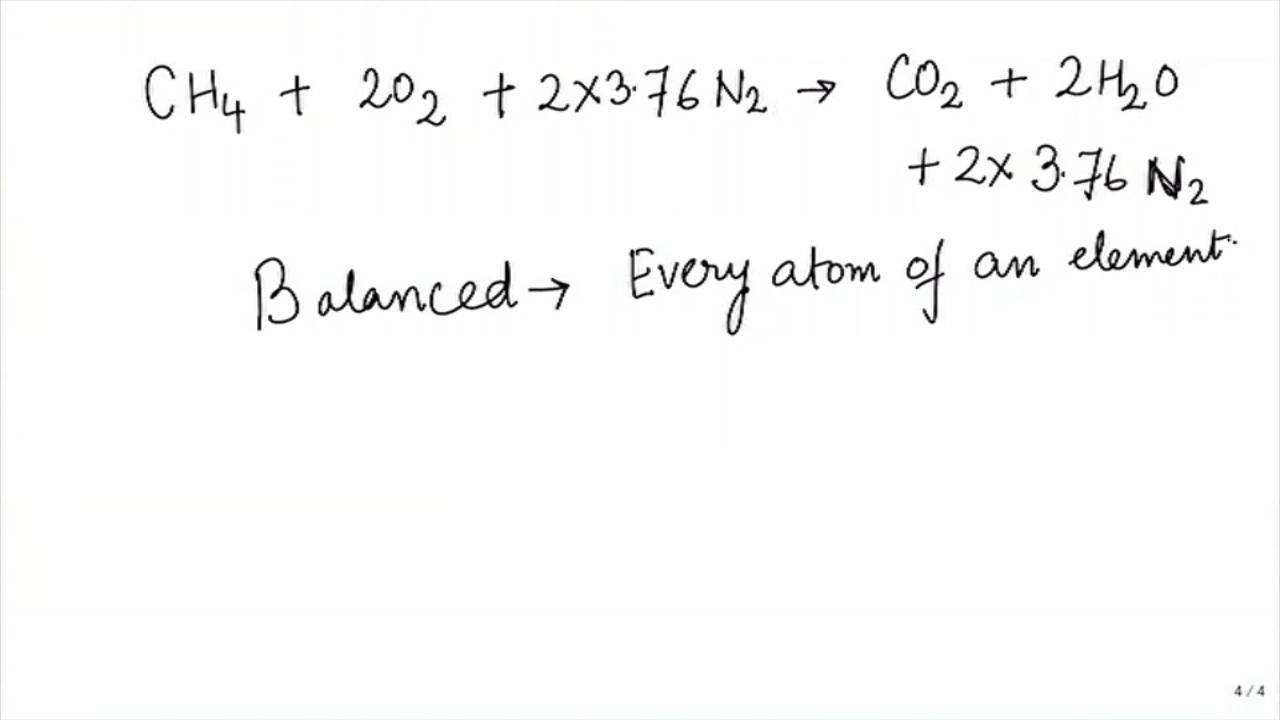 CH₄ + 2O₂ + 2×3.76 N₂ → CO₂ + 2H₂O
+ 2× 3.76 N₂
Balanced → Every atom of an element
4 / 4